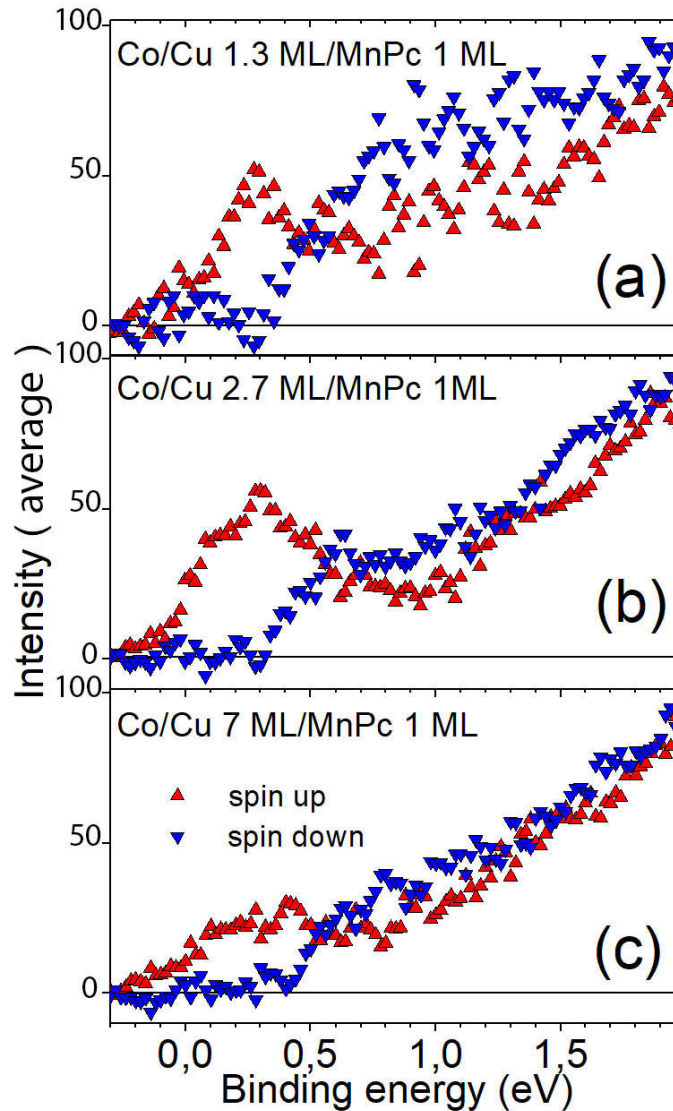 100
Co/Cu 1.3 ML/MnPc 1 ML
50
(a)
0
100
Co/Cu 2.7 ML/MnPc 1ML
50
(b)
0
100
Co/Cu 7 ML/MnPc 1 ML
spin up
spin down
50
(c)
0
Intensity ( average )
0,0 0,5 1,0 1,5
Binding energy (eV)